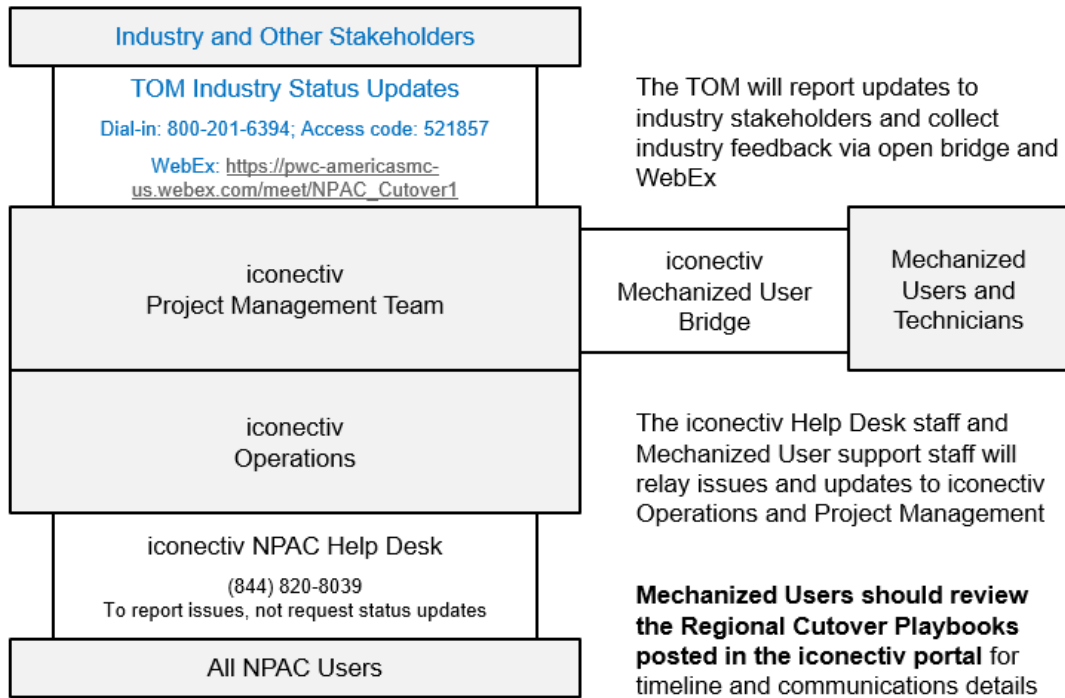 Industry and Other Stakeholders
TOM Industry Status Updates
Dial-in: 800-201-6394; Access code: 521857
WebEx: https://pwc-americasmc-
us.webex.com/meet/NPAC_Cutover1
The TOM will report updates to
industry stakeholders and collect
industry feedback via open bridge and
WebEx
iconectiv
Project Management Team
iconectiv
Mechanized User
Bridge
Mechanized
Users and
Technicians
iconectiv
Operations
The iconectiv Help Desk staff and
Mechanized User support staff will
relay issues and updates to iconectiv
Operations and Project Management
iconectiv NPAC Help Desk
(844) 820-8039
To report issues, not request status updates
All NPAC Users
Mechanized Users should review
the Regional Cutover Playbooks
posted in the iconectiv portal for
timeline and communications details